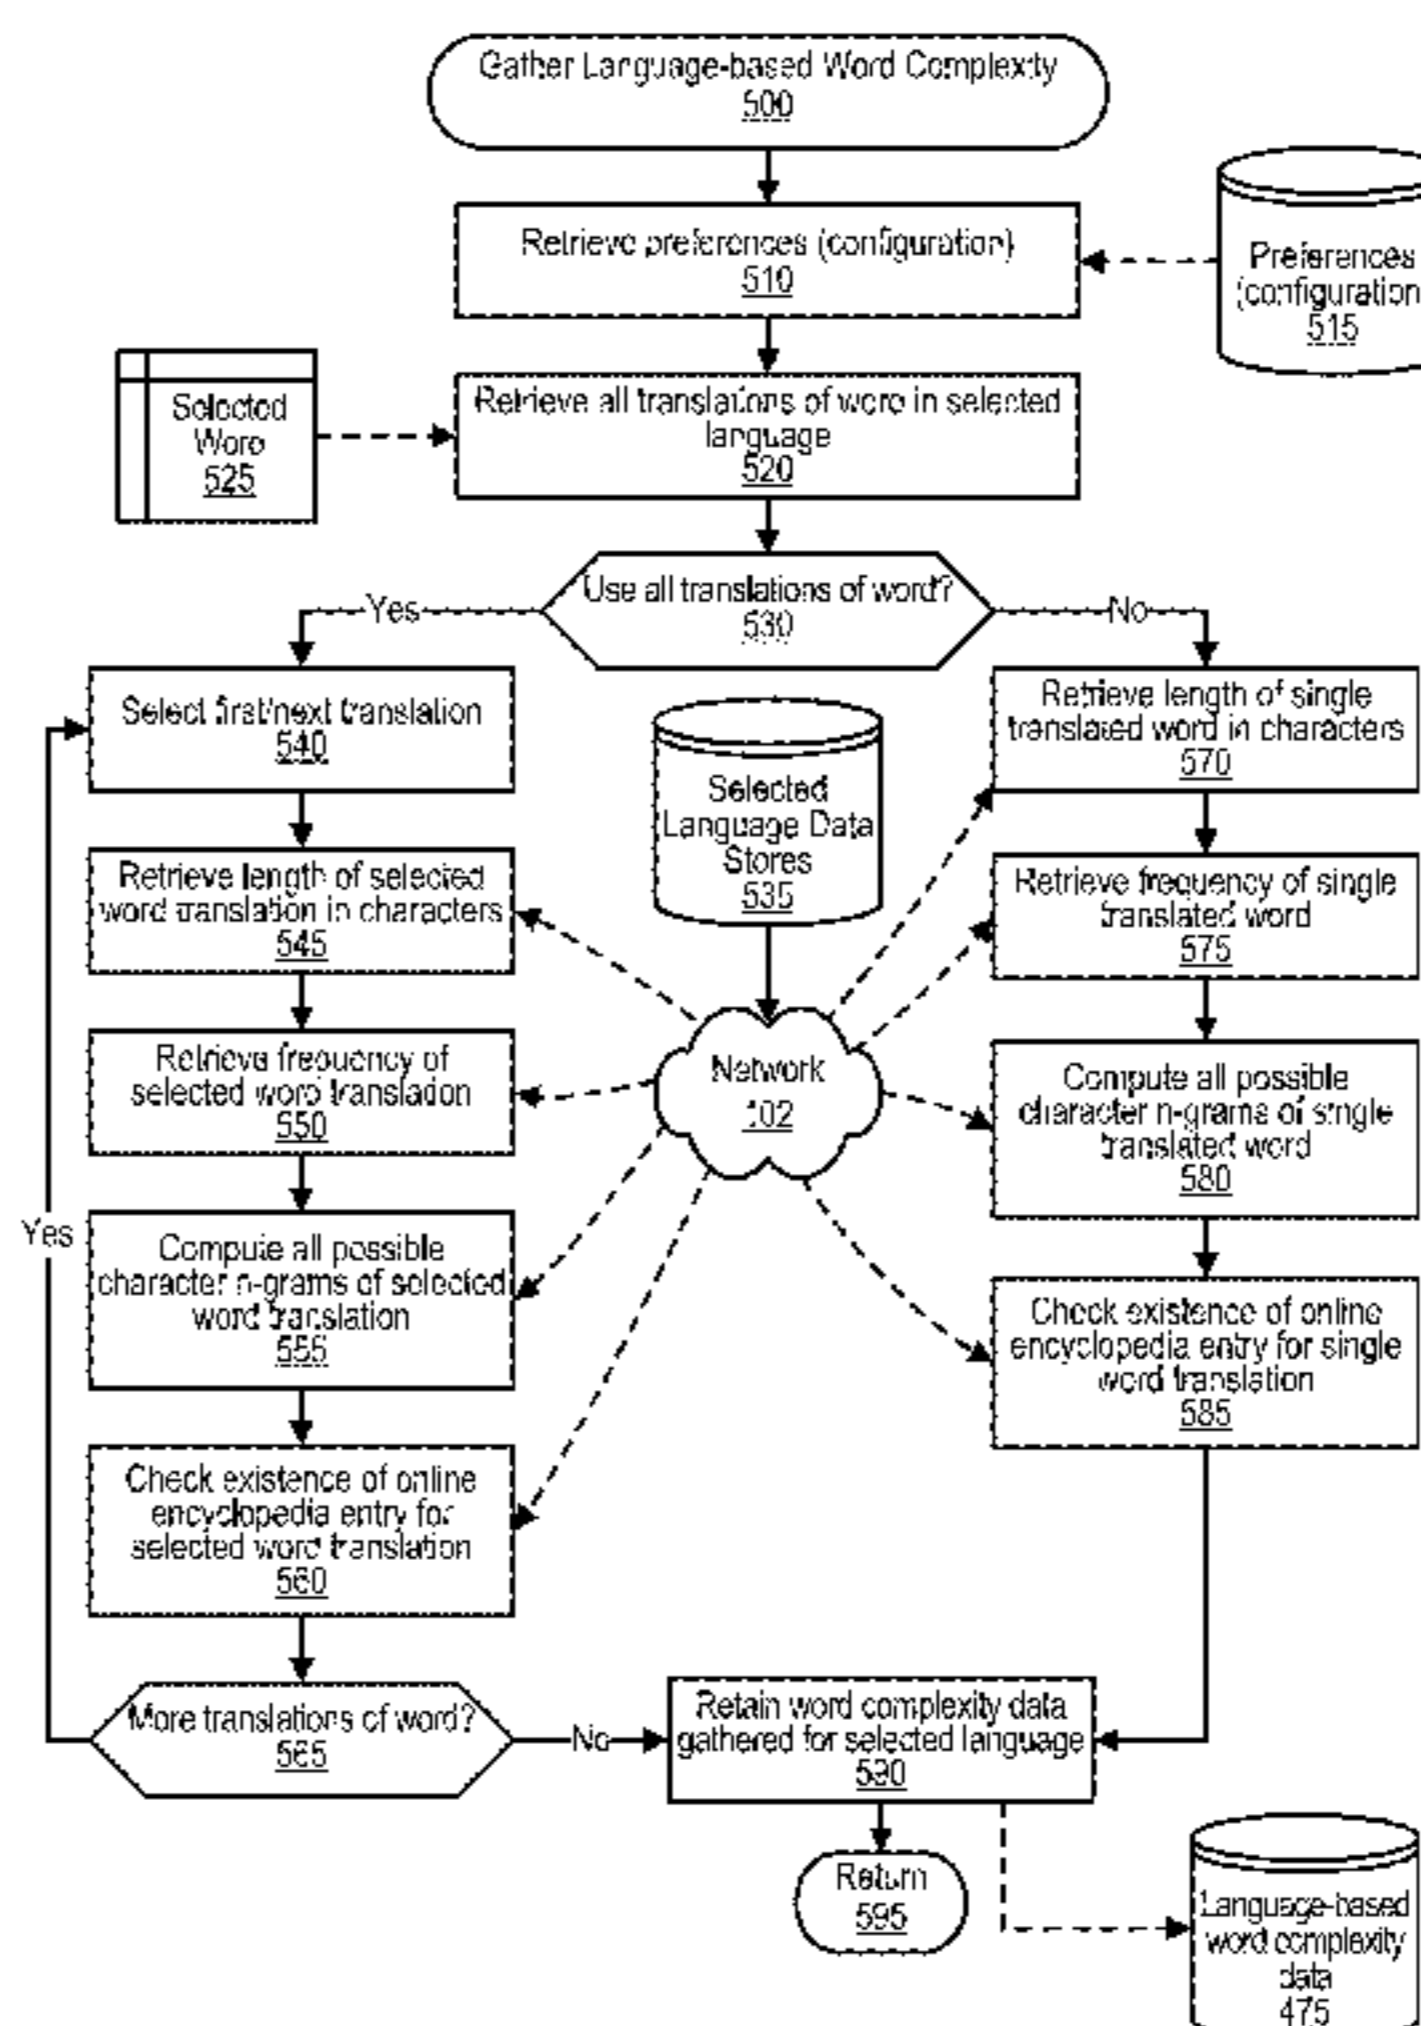 Gather Language-based Word Complexity
500
Retrieve preferences (configuration)
510
Preferences
(configuration
515
Selected
Word
525
Retrieve all translations of word in selected
language
520
Use all translations of word?
530
Yes
No
Select first/next translation
540
Retrieve length of selected
word translation in characters
545
Retrieve frequency of
selected word translation
550
Compute all possible
character n-grams of selected
word translation
555
Check existence of online
encyclopedia entry for
selected word translation
560
More translations of word?
565
Yes
No
Selected
Language Data
Stores
535
Network
102
Retrieve length of single
translated word in characters
570
Retrieve frequency of single
translated word
575
Compute all possible
character n-grams of single
translated word
580
Check existence of online
encyclopedia entry for single
word translation
585
Retain word complexity data
gathered for selected language
590
Return
595
Language-based
word complexity
data
475